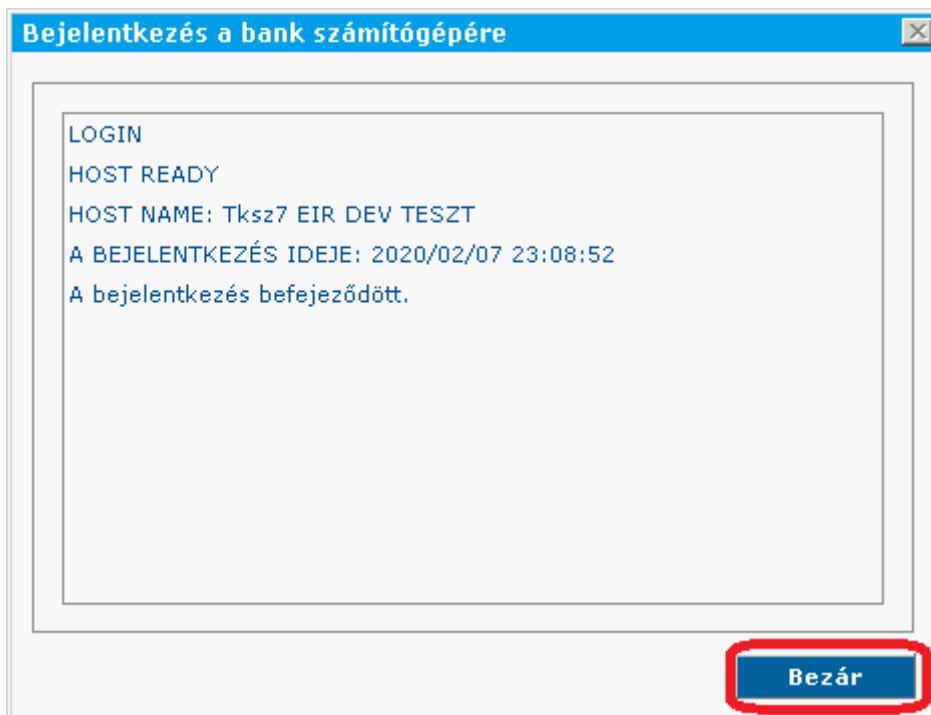 Bejelentkezés a bank számítógépére
LOGIN
HOST READY
HOST NAME: Tksz7 EIR DEV TESZT
A BEJELENTKEZÉS IDEJE: 2020/02/07 23:08:52
A bejelentkezés befejeződött.
Bezár